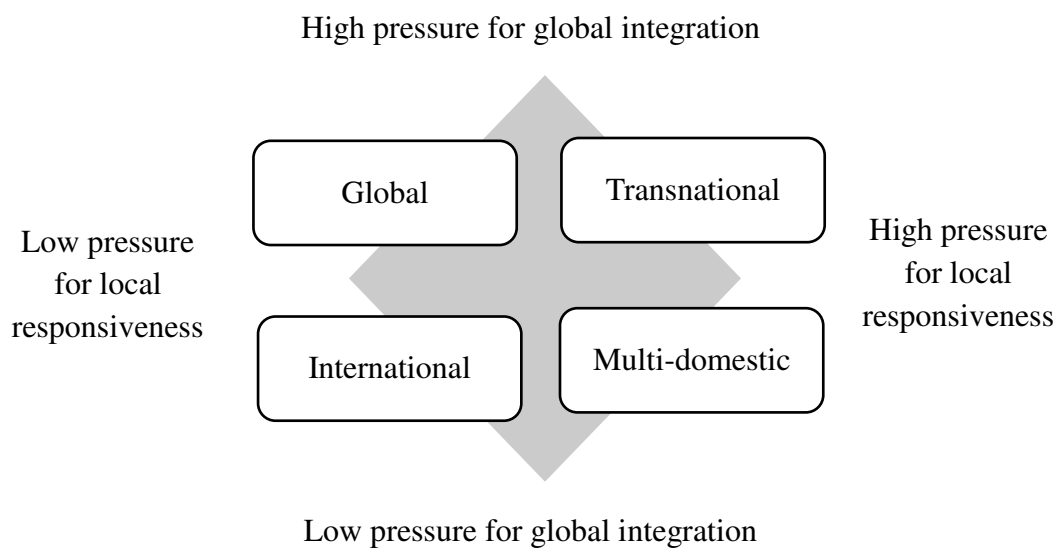 High pressure for global integration
Global
Transnational
Low pressure
for local
responsiveness
High pressure
for local
responsiveness
International
Multi-domestic
Low pressure for global integration